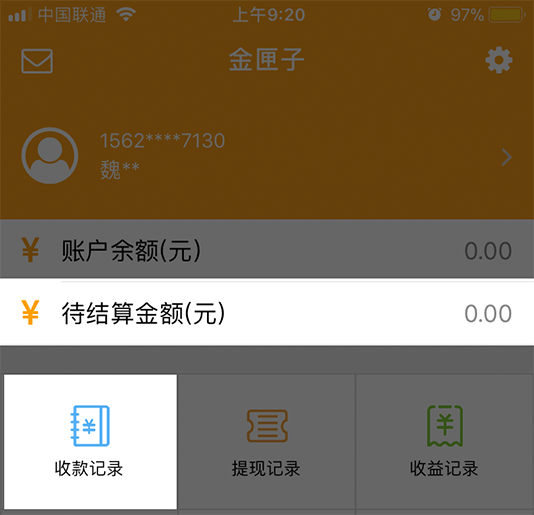 中国联通 上午9:20 97%
金匣子
1562****7130
魏**
¥ 账户余额(元) 0.00
¥ 待结算金额(元) 0.00
收款记录 提现记录 收益记录